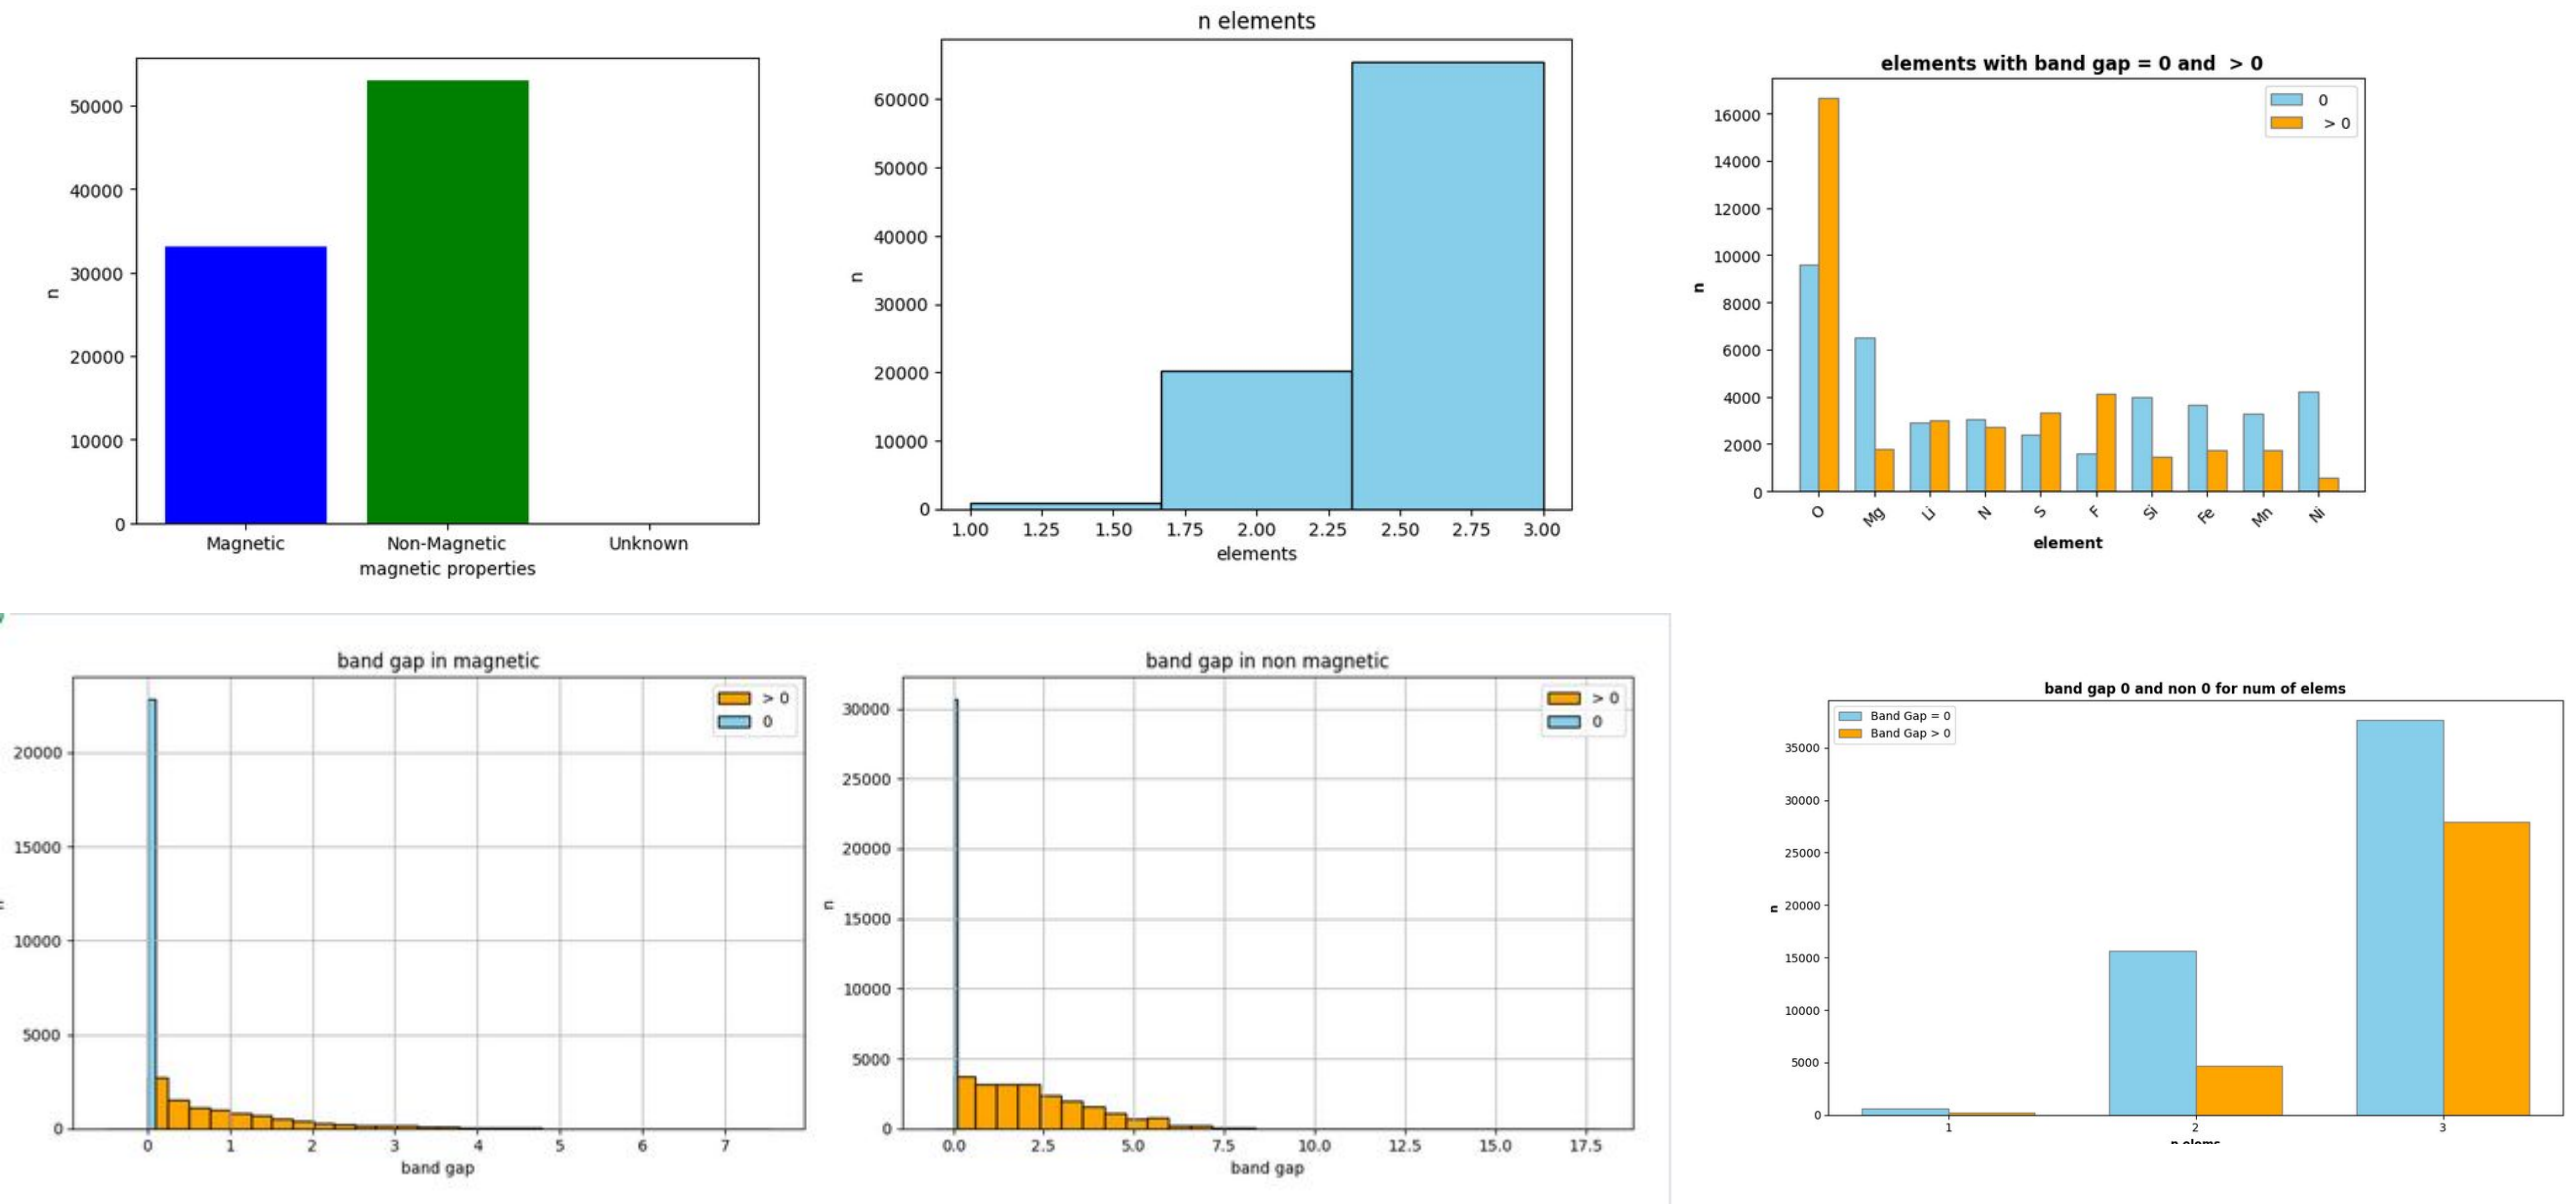 n
50000
40000
30000
20000
10000
0
Magnetic Non-Magnetic Unknown
magnetic properties
n elements
n
60000
50000
40000
30000
20000
10000
0
1.00 1.25 1.50 1.75 2.00 2.25 2.50 2.75 3.00
elements
elements with band gap = 0 and > 0
0
> 0
n
16000
14000
12000
10000
8000
6000
4000
2000
0
O Mg Li N S F Si Fe Mn Ni
element
band gap in magnetic
> 0
0
20000
15000
10000
5000
0
0 1 2 3 4 5 6 7
band gap
band gap in non magnetic
> 0
0
n
30000
25000
20000
15000
10000
5000
0
0.0 2.5 5.0 7.5 10.0 12.5 15.0 17.5
band gap
band gap 0 and non 0 for num of elems
Band Gap = 0
Band Gap > 0
n
35000
30000
25000
20000
15000
10000
5000
0
1 2 3